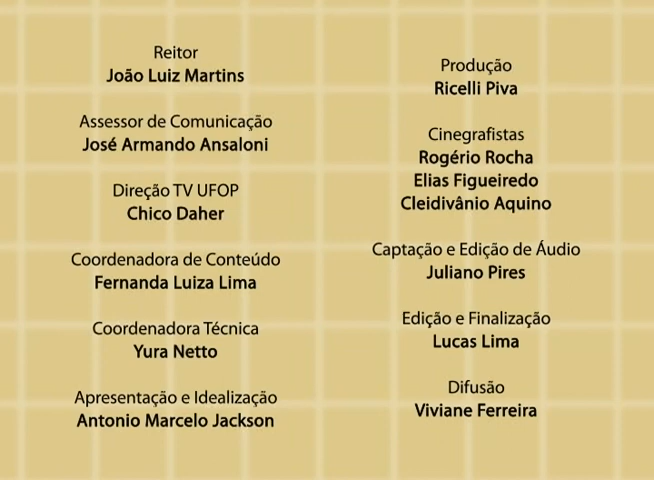 Reitor
João Luiz Martins
Assessor de Comunicação
José Armando Ansaloni
Direção TV UFOP
Chico Daher
Coordenadora de Conteúdo
Fernanda Luiza Lima
Coordenadora Técnica
Yura Netto
Apresentação e Idealização
Antonio Marcelo Jackson
Produção
Ricelli Piva
Cinegrafistas
Rogério Rocha
Elias Figueiredo
Cleidivânio Aquino
Captação e Edição de Áudio
Juliano Pires
Edição e Finalização
Lucas Lima
Difusão
Viviane Ferreira